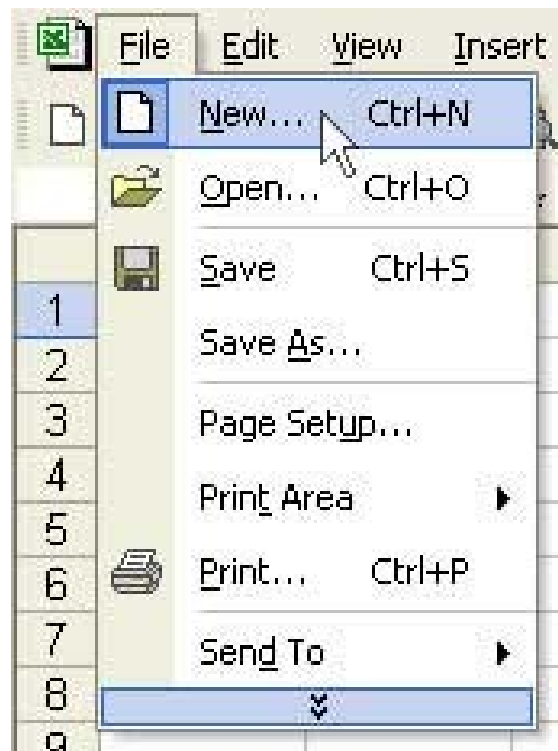 File Edit View Insert
New... Ctrl+N
Open... Ctrl+O
Save Ctrl+S
1
Save As...
2
3 Page Setup...
4
Print Area
5
6 Print... Ctrl+P
7 Send To
8
9